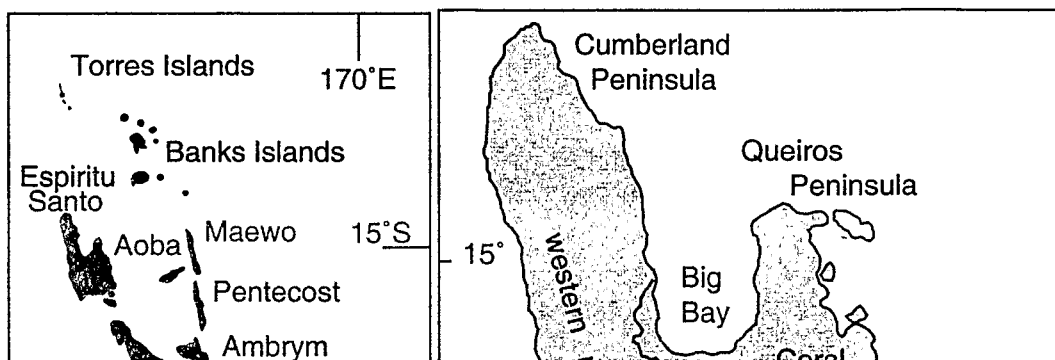 Torres Islands
170˚E
Banks Islands
Espiritu
Santo
Aoba
Maewo
15˚S
Pentecost
Ambrym
Cumberland
Peninsula
Queiros
Peninsula
15˚
western
Big
Bay
Coral